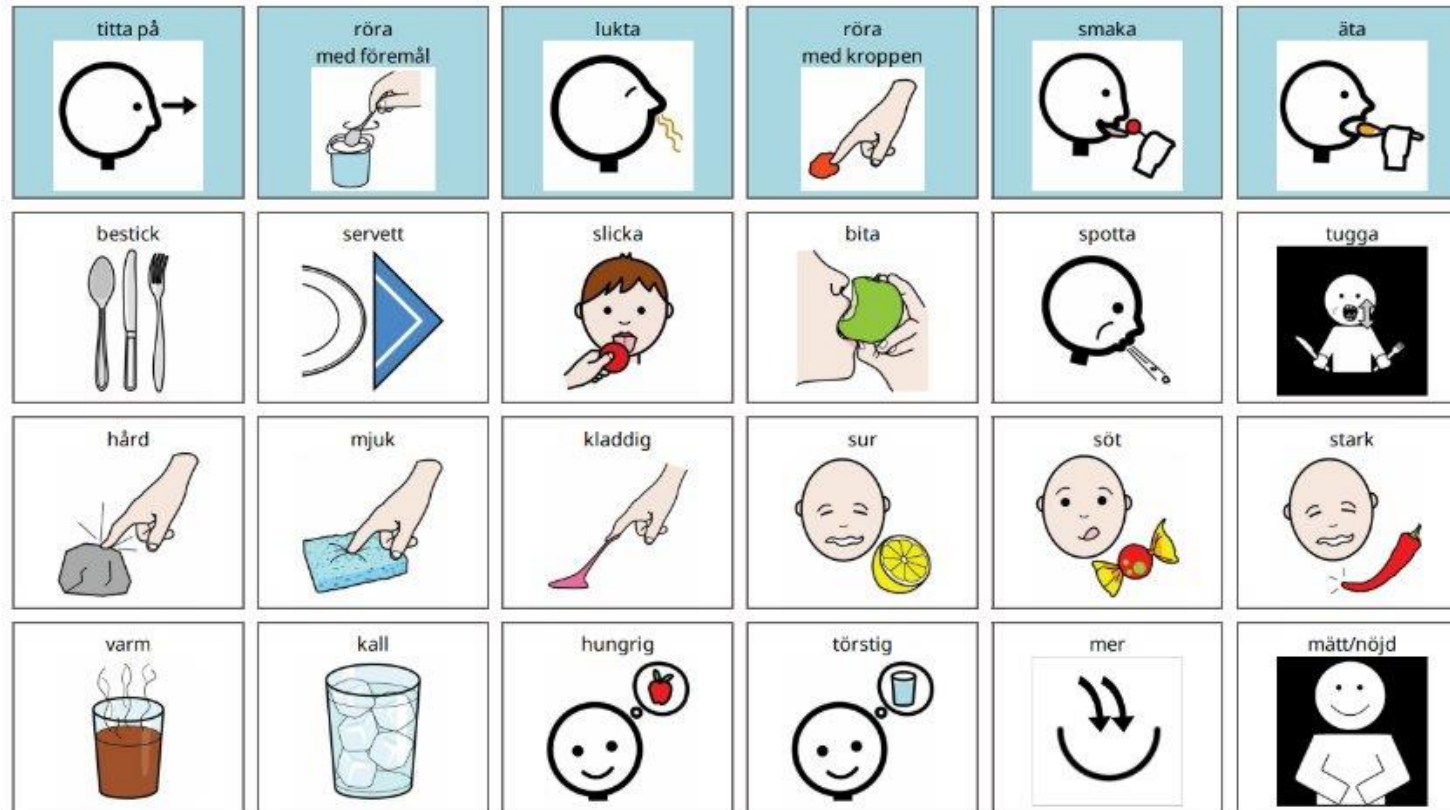 titta på
röra
med föremål
lukta
röra
med kroppen
smaka
äta
bestick
servett
slicka
bita
spotta
tugga
hård
mjuk
kladdig
sur
söt
stark
varm
kall
hungrig
törstig
mer
mätt/nöjd